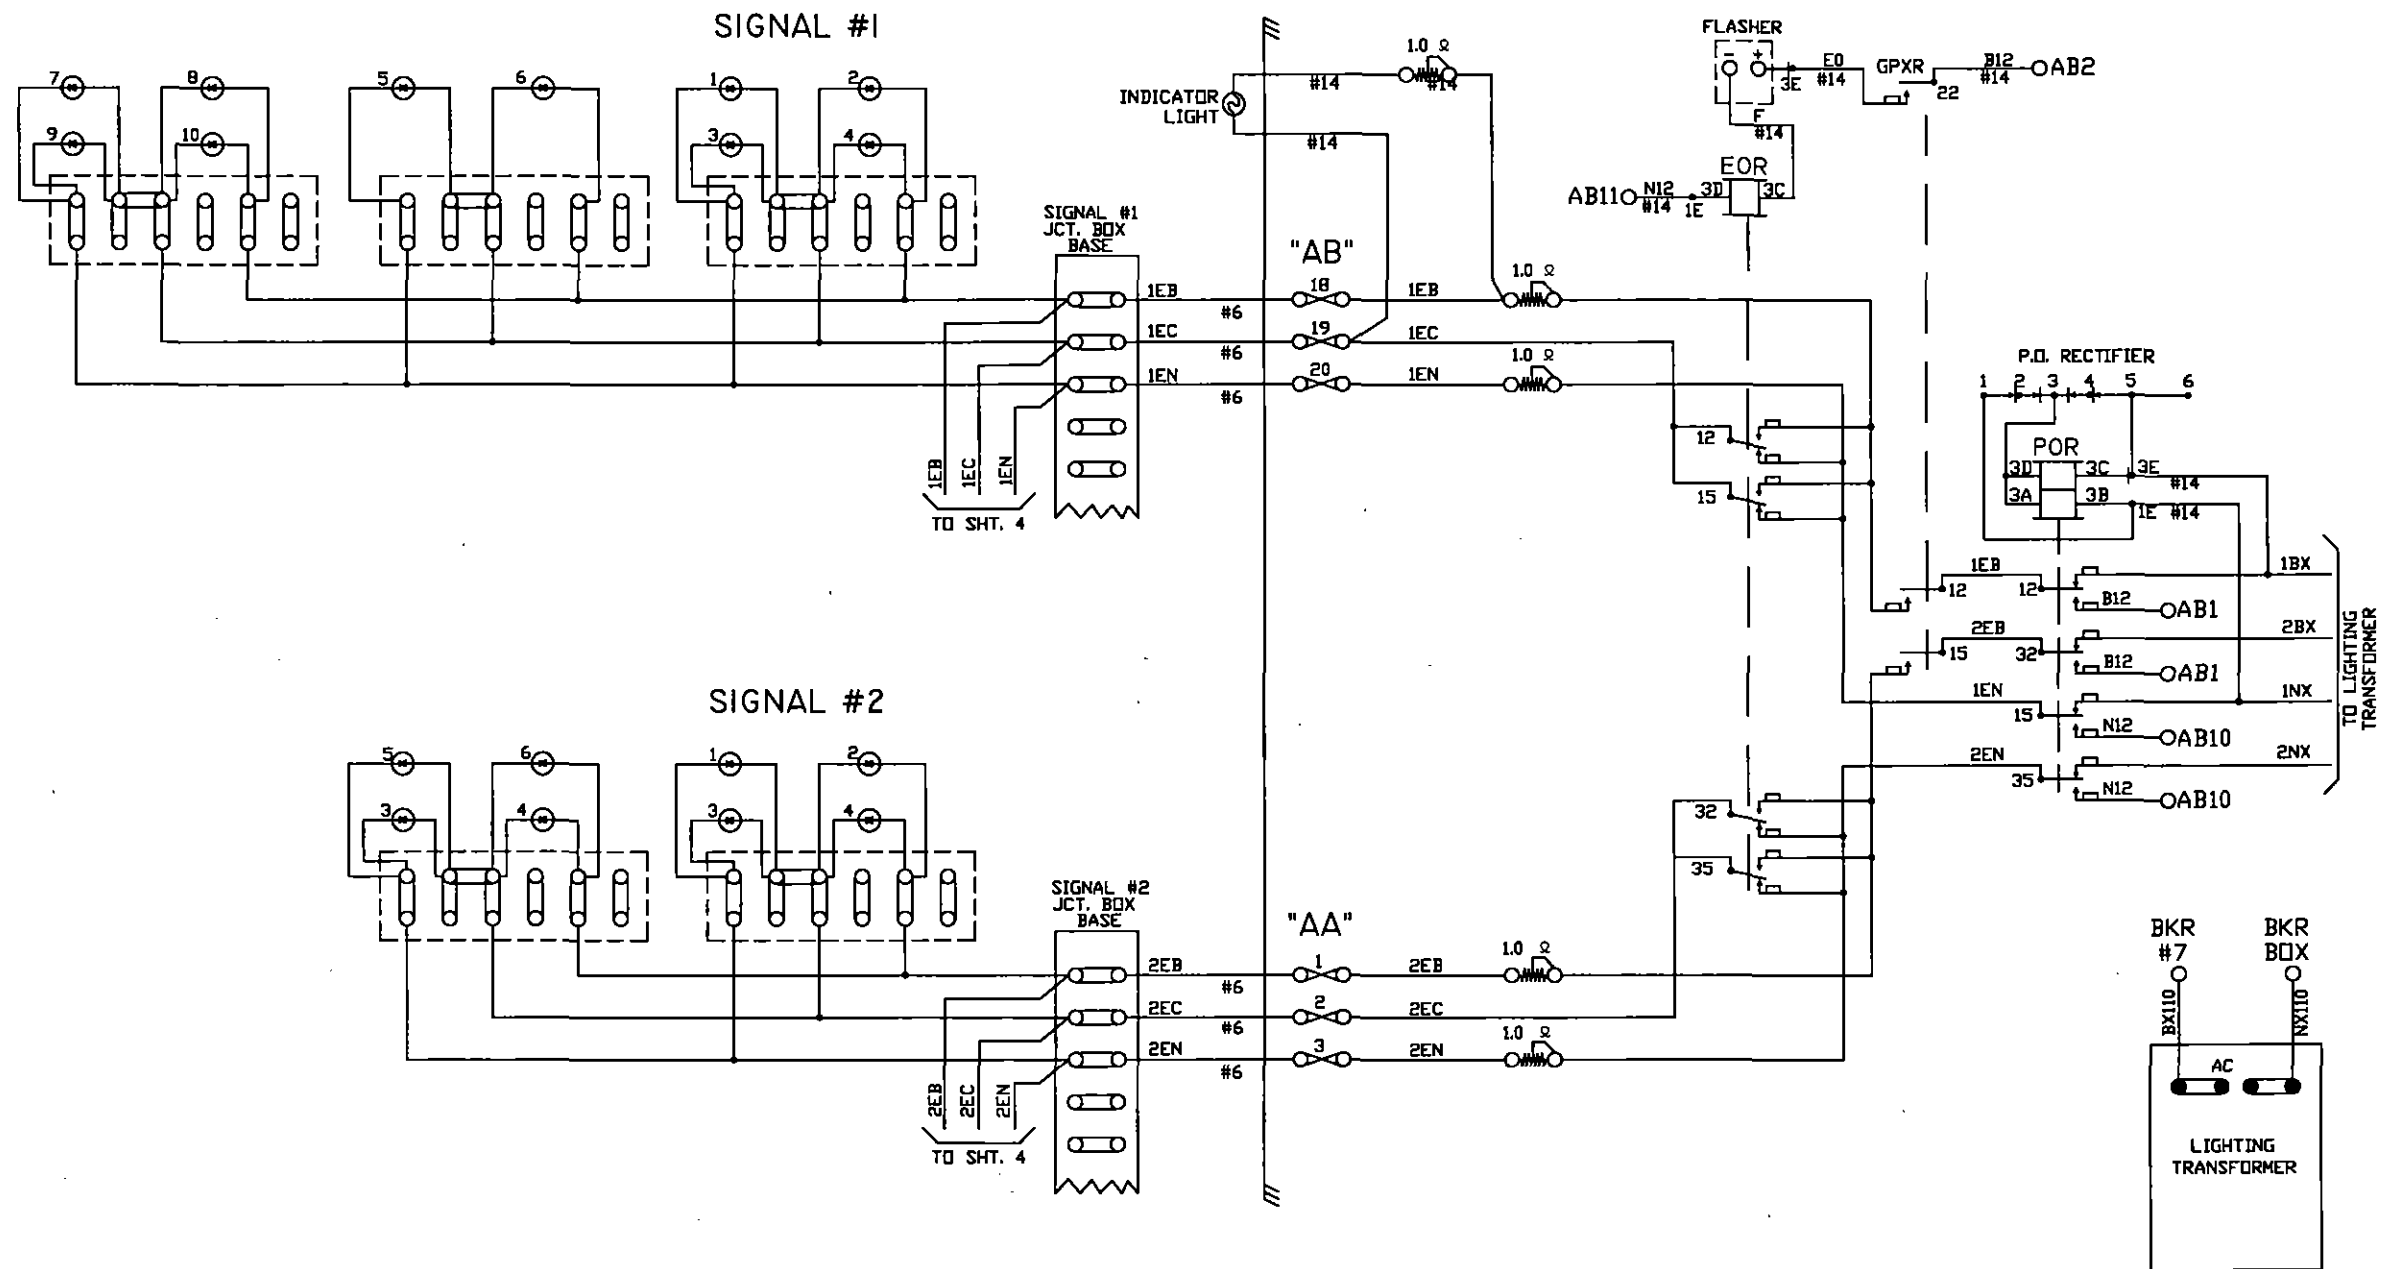 SIGNAL #1
7
8
5
6
1
2
9
10
3
4
SIGNAL #1
JCT. BOX
BASE
1EB
#6
1EC
#6
1EN
#6
1EB
1EC
1EN
TO SHT. 4
INDICATOR
LIGHT
#14
#14
1.0 Ω
#14
"AB"
18
19
20
1EB
1EC
1EN
1.0 Ω
1.0 Ω
FLASHER
- +
3E
E0
#14
GPXR
22
B12
#14
AB2
F
#14
EOR
AB11
N12
#14
1E
3D
3C
12
15
P.O. RECTIFIER
1 2 3 4 5 6
POR
3D
3C
3E
#14
3A
3B
1E #14
12
1EB
12
1BX
B12
AB1
15
2EB
32
2BX
B12
AB1
1EN
15
1NX
N12
AB10
2EN
35
2NX
N12
AB10
TO LIGHTING
TRANSFORMER
SIGNAL #2
5
6
1
2
3
4
3
4
SIGNAL #2
JCT. BOX
BASE
2EB
#6
2EC
#6
2EN
#6
2EB
2EC
2EN
TO SHT. 4
"AA"
1
2
3
2EB
2EC
2EN
1.0 Ω
1.0 Ω
32
35
BKR
#7
BKR
BOX
BX110
NX110
AC
LIGHTING
TRANSFORMER